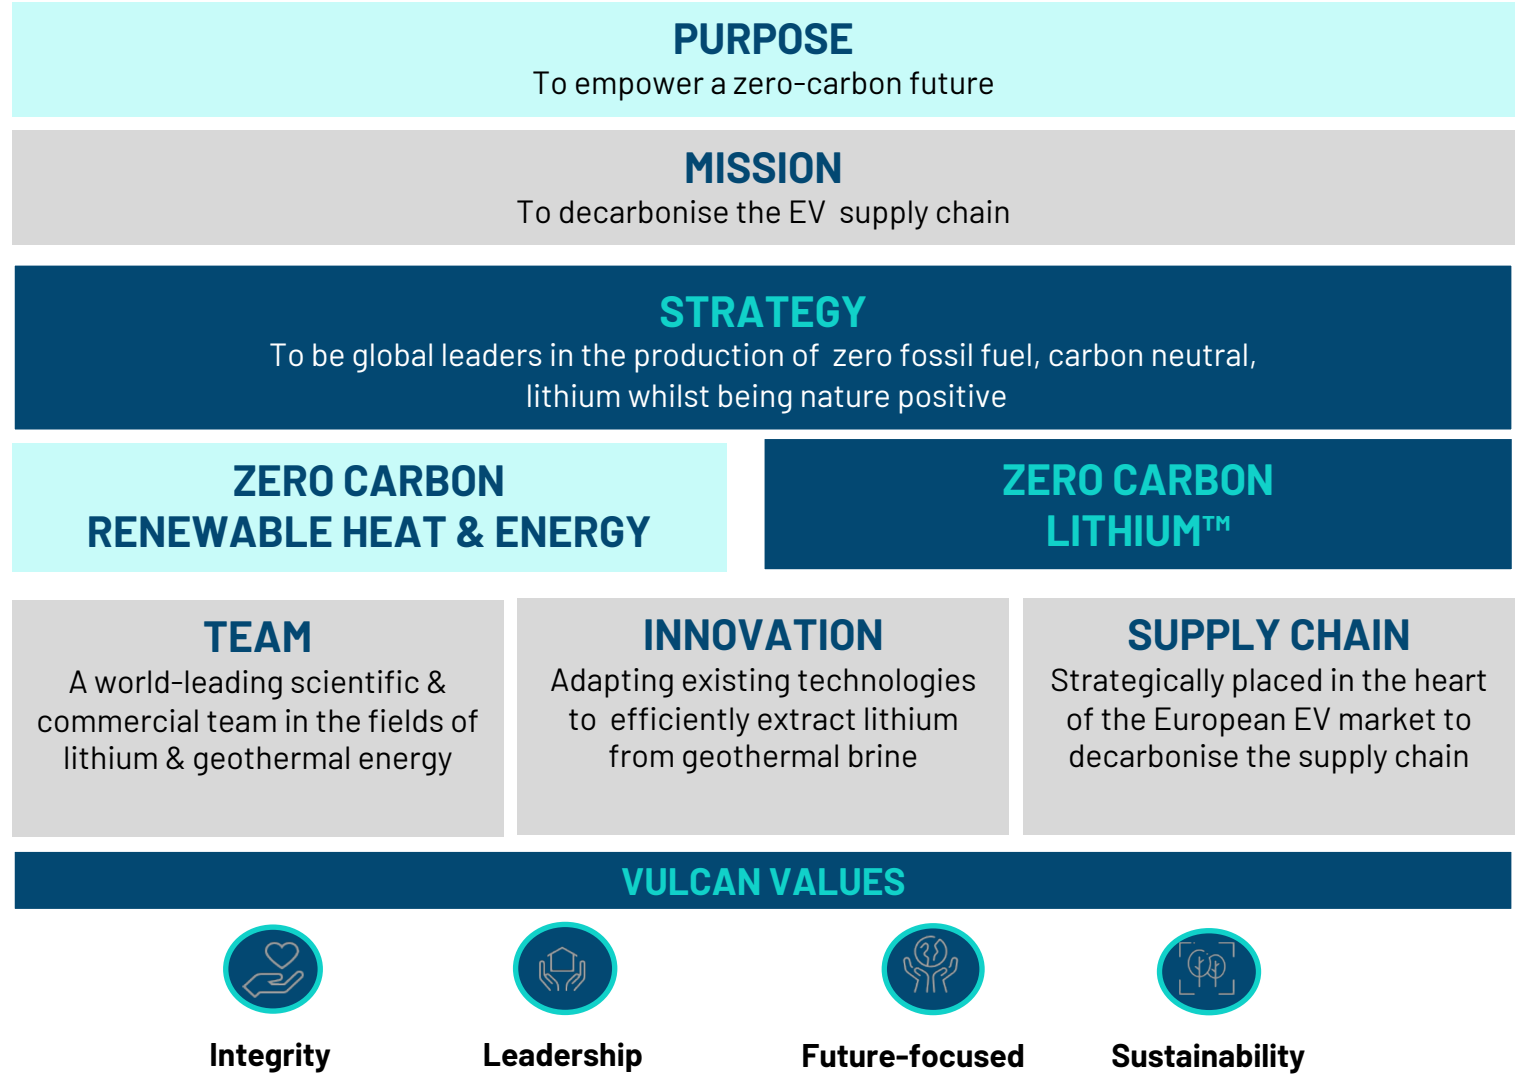 PURPOSE
To empower a zero-carbon future
MISSION
To decarbonise the EV supply chain
STRATEGY
To be global leaders in the production of zero fossil fuel, carbon neutral,
lithium whilst being nature positive
ZERO CARBON
RENEWABLE HEAT & ENERGY
ZERO CARBON
LITHIUM™
TEAM
A world-leading scientific &
commercial team in the fields of
lithium & geothermal energy
INNOVATION
Adapting existing technologies
to efficiently extract lithium
from geothermal brine
SUPPLY CHAIN
Strategically placed in the heart
of the European EV market to
decarbonise the supply chain
VULCAN VALUES
Integrity
Leadership
Future-focused
Sustainability